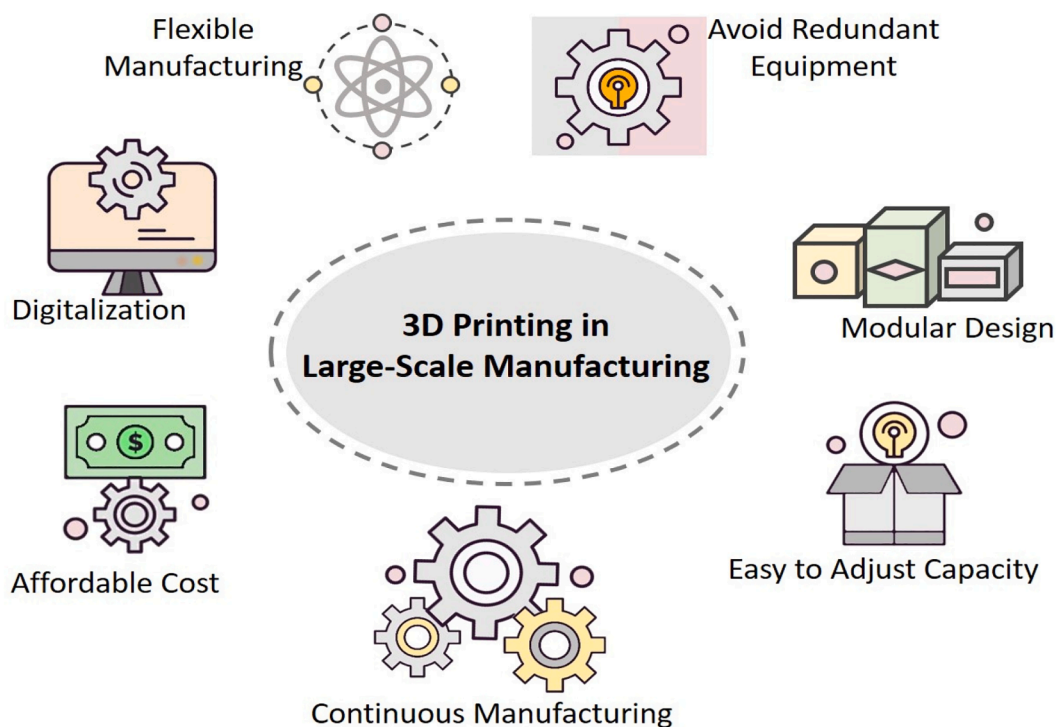 Flexible
Manufacturing
Avoid Redundant
Equipment
Digitalization
3D Printing in
Large-Scale Manufacturing
Modular Design
$
Affordable Cost
Easy to Adjust Capacity
Continuous Manufacturing